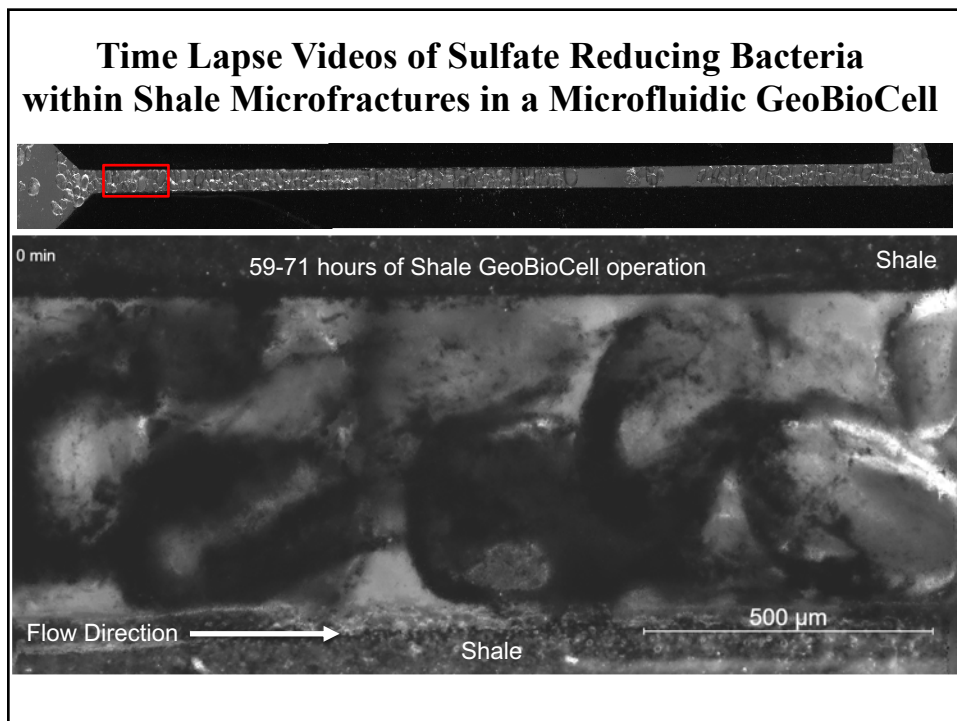 Time Lapse Videos of Sulfate Reducing Bacteria
within Shale Microfractures in a Microfluidic GeoBioCell
0 min
59-71 hours of Shale GeoBioCell operation
Shale
Flow Direction
500 µm
Shale